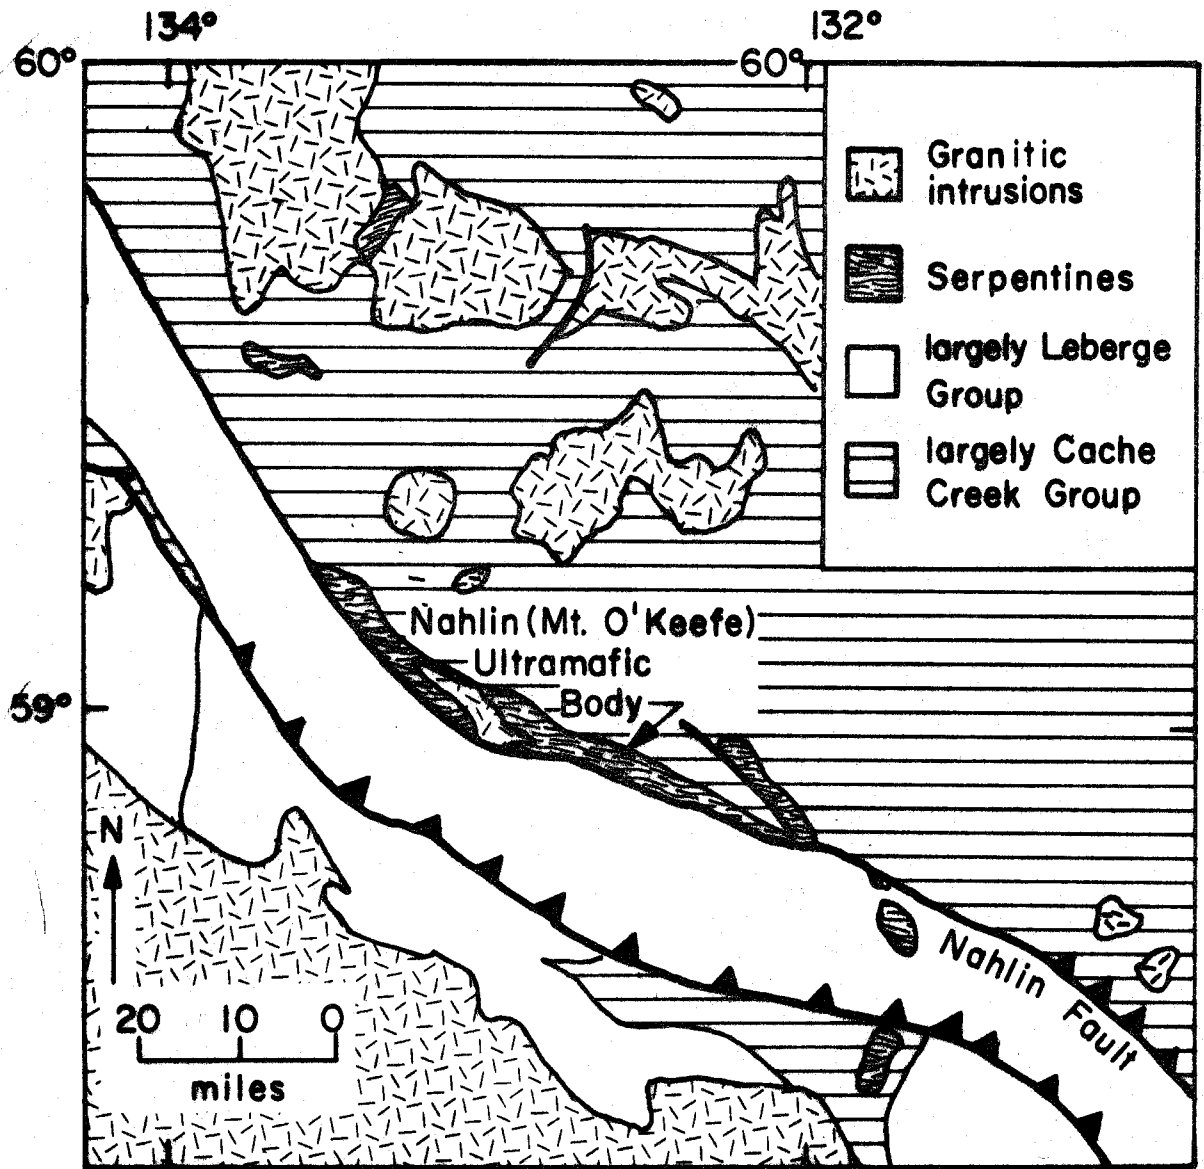 134°
132°
60°
60°
Granitic
intrusions
Serpentines
largely Leberge
Group
largely Cache
Creek Group
Nahlin (Mt. O'Keefe)
Ultramafic
Body
59°
N
Nahlin Fault
20 10 0
miles